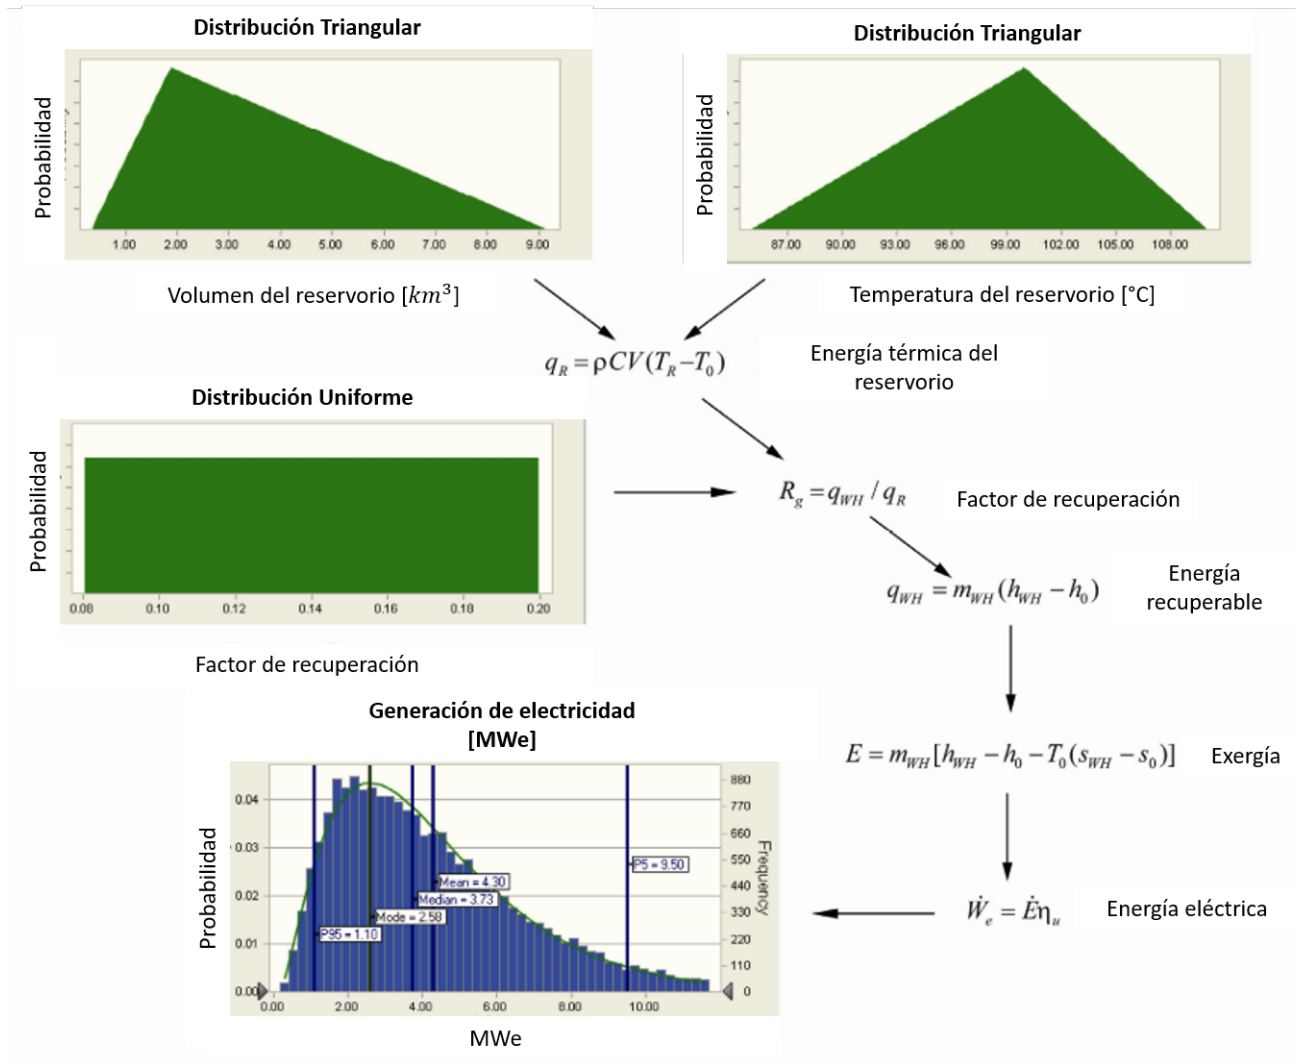 Distribución Triangular
Probabilidad
1.00 2.00 3.00 4.00 5.00 6.00 7.00 8.00 9.00
Volumen del reservorio [km³]
Distribución Triangular
Probabilidad
87.00 90.00 93.00 96.00 99.00 102.00 105.00 108.00
Temperatura del reservorio [°C]
q_R = ρCV(T_R–T_0)
Energía térmica del
reservorio
Distribución Uniforme
Probabilidad
0.08 0.10 0.12 0.14 0.16 0.18 0.20
Factor de recuperación
R_g = q_WH / q_R
Factor de recuperación
q_WH = m_WH (h_WH – h_0)
Energía
recuperable
E = m_WH [h_WH – h_0 – T_0(s_WH – s_0)]
Exergía
Ẇ_e = Ėη_u
Energía eléctrica
Generación de electricidad
[MWe]
Probabilidad
0.04
0.03
0.02
0.01
0.00
880
770
660
550
440
330
220
110
0
Frequency
P5 = 9.50
Mean = 4.30
Median = 3.73
Mode = 2.58
P95 = 1.10
0.00 2.00 4.00 6.00 8.00 10.00
MWe